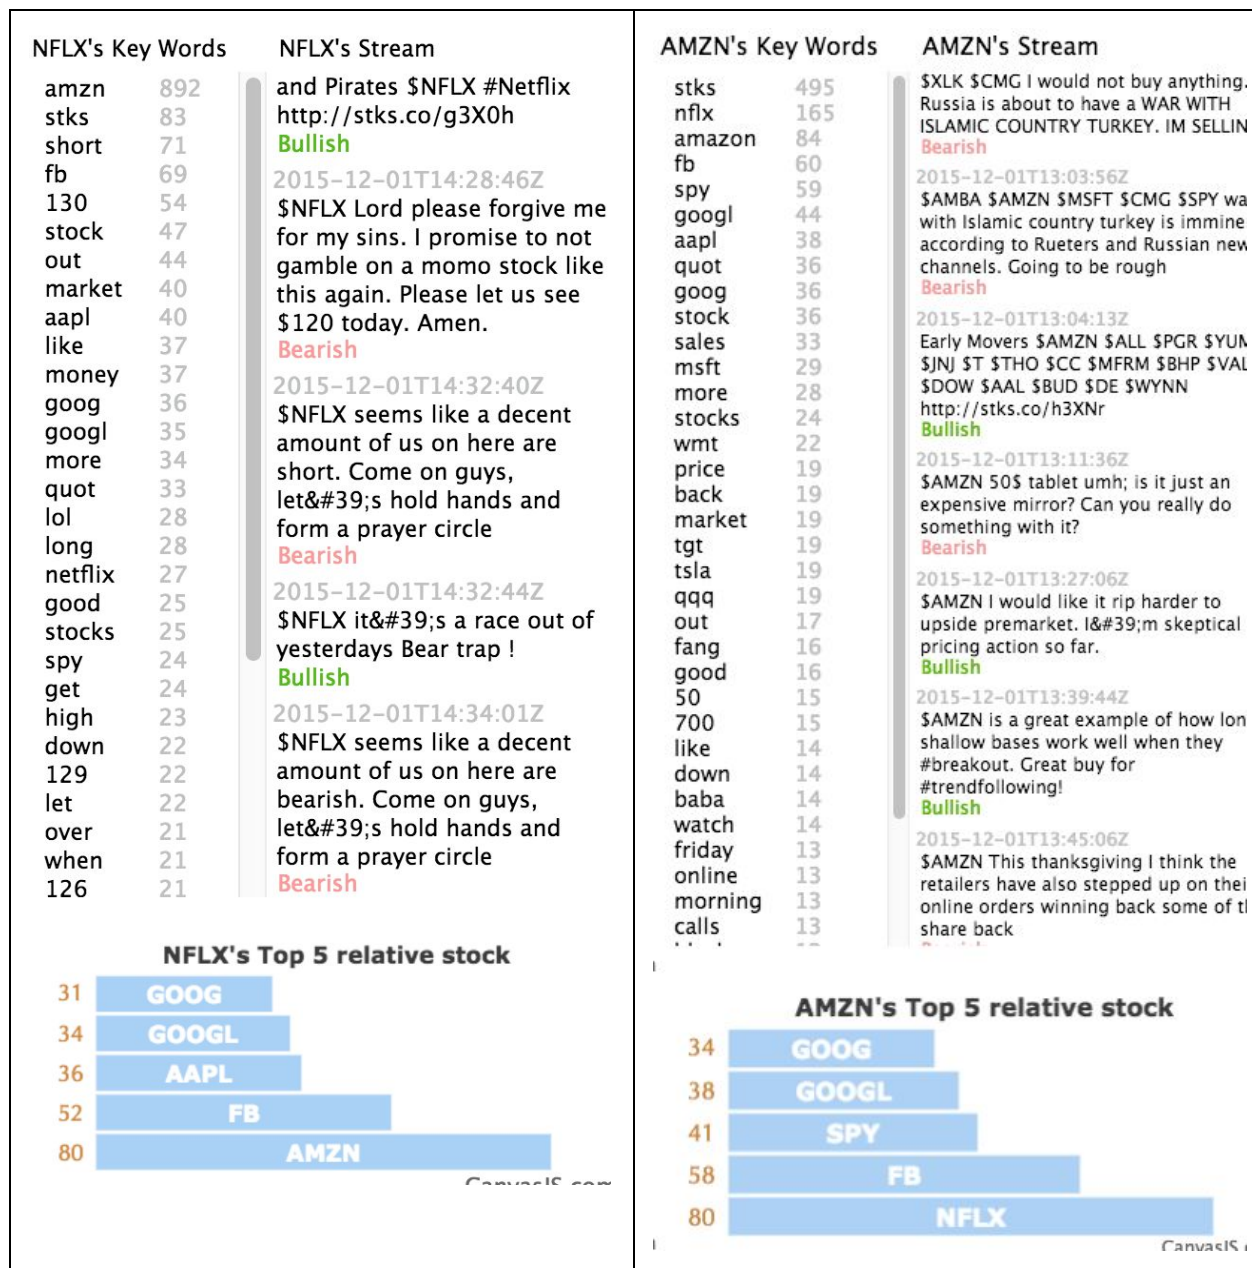 NFLX's Key Words
amzn 892
stks 83
short 71
fb 69
130 54
stock 47
out 44
market 40
aapl 40
like 37
money 37
goog 36
googl 35
more 34
quot 33
lol 28
long 28
netflix 27
good 25
stocks 25
spy 24
get 24
high 23
down 22
129 22
let 22
over 21
when 21
126 21
NFLX's Stream
and Pirates $NFLX #Netflix
http://stks.co/g3X0h
Bullish
2015-12-01T14:28:46Z
$NFLX Lord please forgive me
for my sins. I promise to not
gamble on a momo stock like
this again. Please let us see
$120 today. Amen.
Bearish
2015-12-01T14:32:40Z
$NFLX seems like a decent
amount of us on here are
short. Come on guys,
let&#39;s hold hands and
form a prayer circle
Bearish
2015-12-01T14:32:44Z
$NFLX it&#39;s a race out of
yesterdays Bear trap !
Bullish
2015-12-01T14:34:01Z
$NFLX seems like a decent
amount of us on here are
bearish. Come on guys,
let&#39;s hold hands and
form a prayer circle
Bearish
NFLX's Top 5 relative stock
31 GOOG
34 GOOGL
36 AAPL
52 FB
80 AMZN
CanvasJS.com
AMZN's Key Words
stks 495
nflx 165
amazon 84
fb 60
spy 59
googl 44
aapl 38
quot 36
goog 36
stock 36
sales 33
msft 29
more 28
stocks 24
wmt 22
price 19
back 19
market 19
tgt 19
tsla 19
qqq 19
out 17
fang 16
good 16
50 15
700 15
like 14
down 14
baba 14
watch 14
friday 13
online 13
morning 13
calls 13
AMZN's Stream
$XLK $CMG I would not buy anything.
Russia is about to have a WAR WITH
ISLAMIC COUNTRY TURKEY. IM SELLIN
Bearish
2015-12-01T13:03:56Z
$AMBA $AMZN $MSFT $CMG $SPY wa
with Islamic country turkey is immine
according to Rueters and Russian new
channels. Going to be rough
Bearish
2015-12-01T13:04:13Z
Early Movers $AMZN $ALL $PGR $YUM
$JNJ $T $THO $CC $MFRM $BHP $VAL
$DOW $AAL $BUD $DE $WYNN
http://stks.co/h3XNr
Bullish
2015-12-01T13:11:36Z
$AMZN 50$ tablet umh; is it just an
expensive mirror? Can you really do
something with it?
Bearish
2015-12-01T13:27:06Z
$AMZN I would like it rip harder to
upside premarket. I&#39;m skeptical
pricing action so far.
Bullish
2015-12-01T13:39:44Z
$AMZN is a great example of how lon
shallow bases work well when they
#breakout. Great buy for
#trendfollowing!
Bullish
2015-12-01T13:45:06Z
$AMZN This thanksgiving I think the
retailers have also stepped up on thei
online orders winning back some of t
share back
AMZN's Top 5 relative stock
34 GOOG
38 GOOGL
41 SPY
58 FB
80 NFLX
CanvasJS.